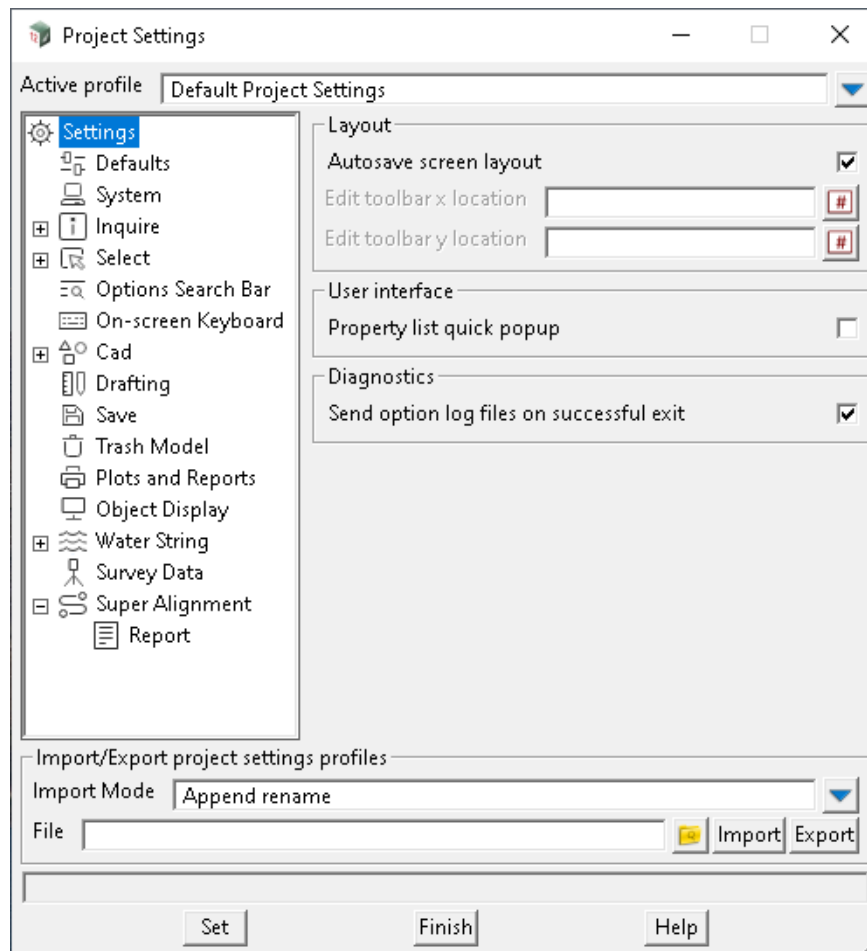 Project Settings
Active profile
Default Project Settings
Settings
Defaults
System
Inquire
Select
Options Search Bar
On-screen Keyboard
Cad
Drafting
Save
Trash Model
Plots and Reports
Object Display
Water String
Survey Data
Super Alignment
Report
Layout
Autosave screen layout
Edit toolbar x location
#
Edit toolbar y location
#
User interface
Property list quick popup
Diagnostics
Send option log files on successful exit
Import/Export project settings profiles
Import Mode
Append rename
File
Import
Export
Set
Finish
Help